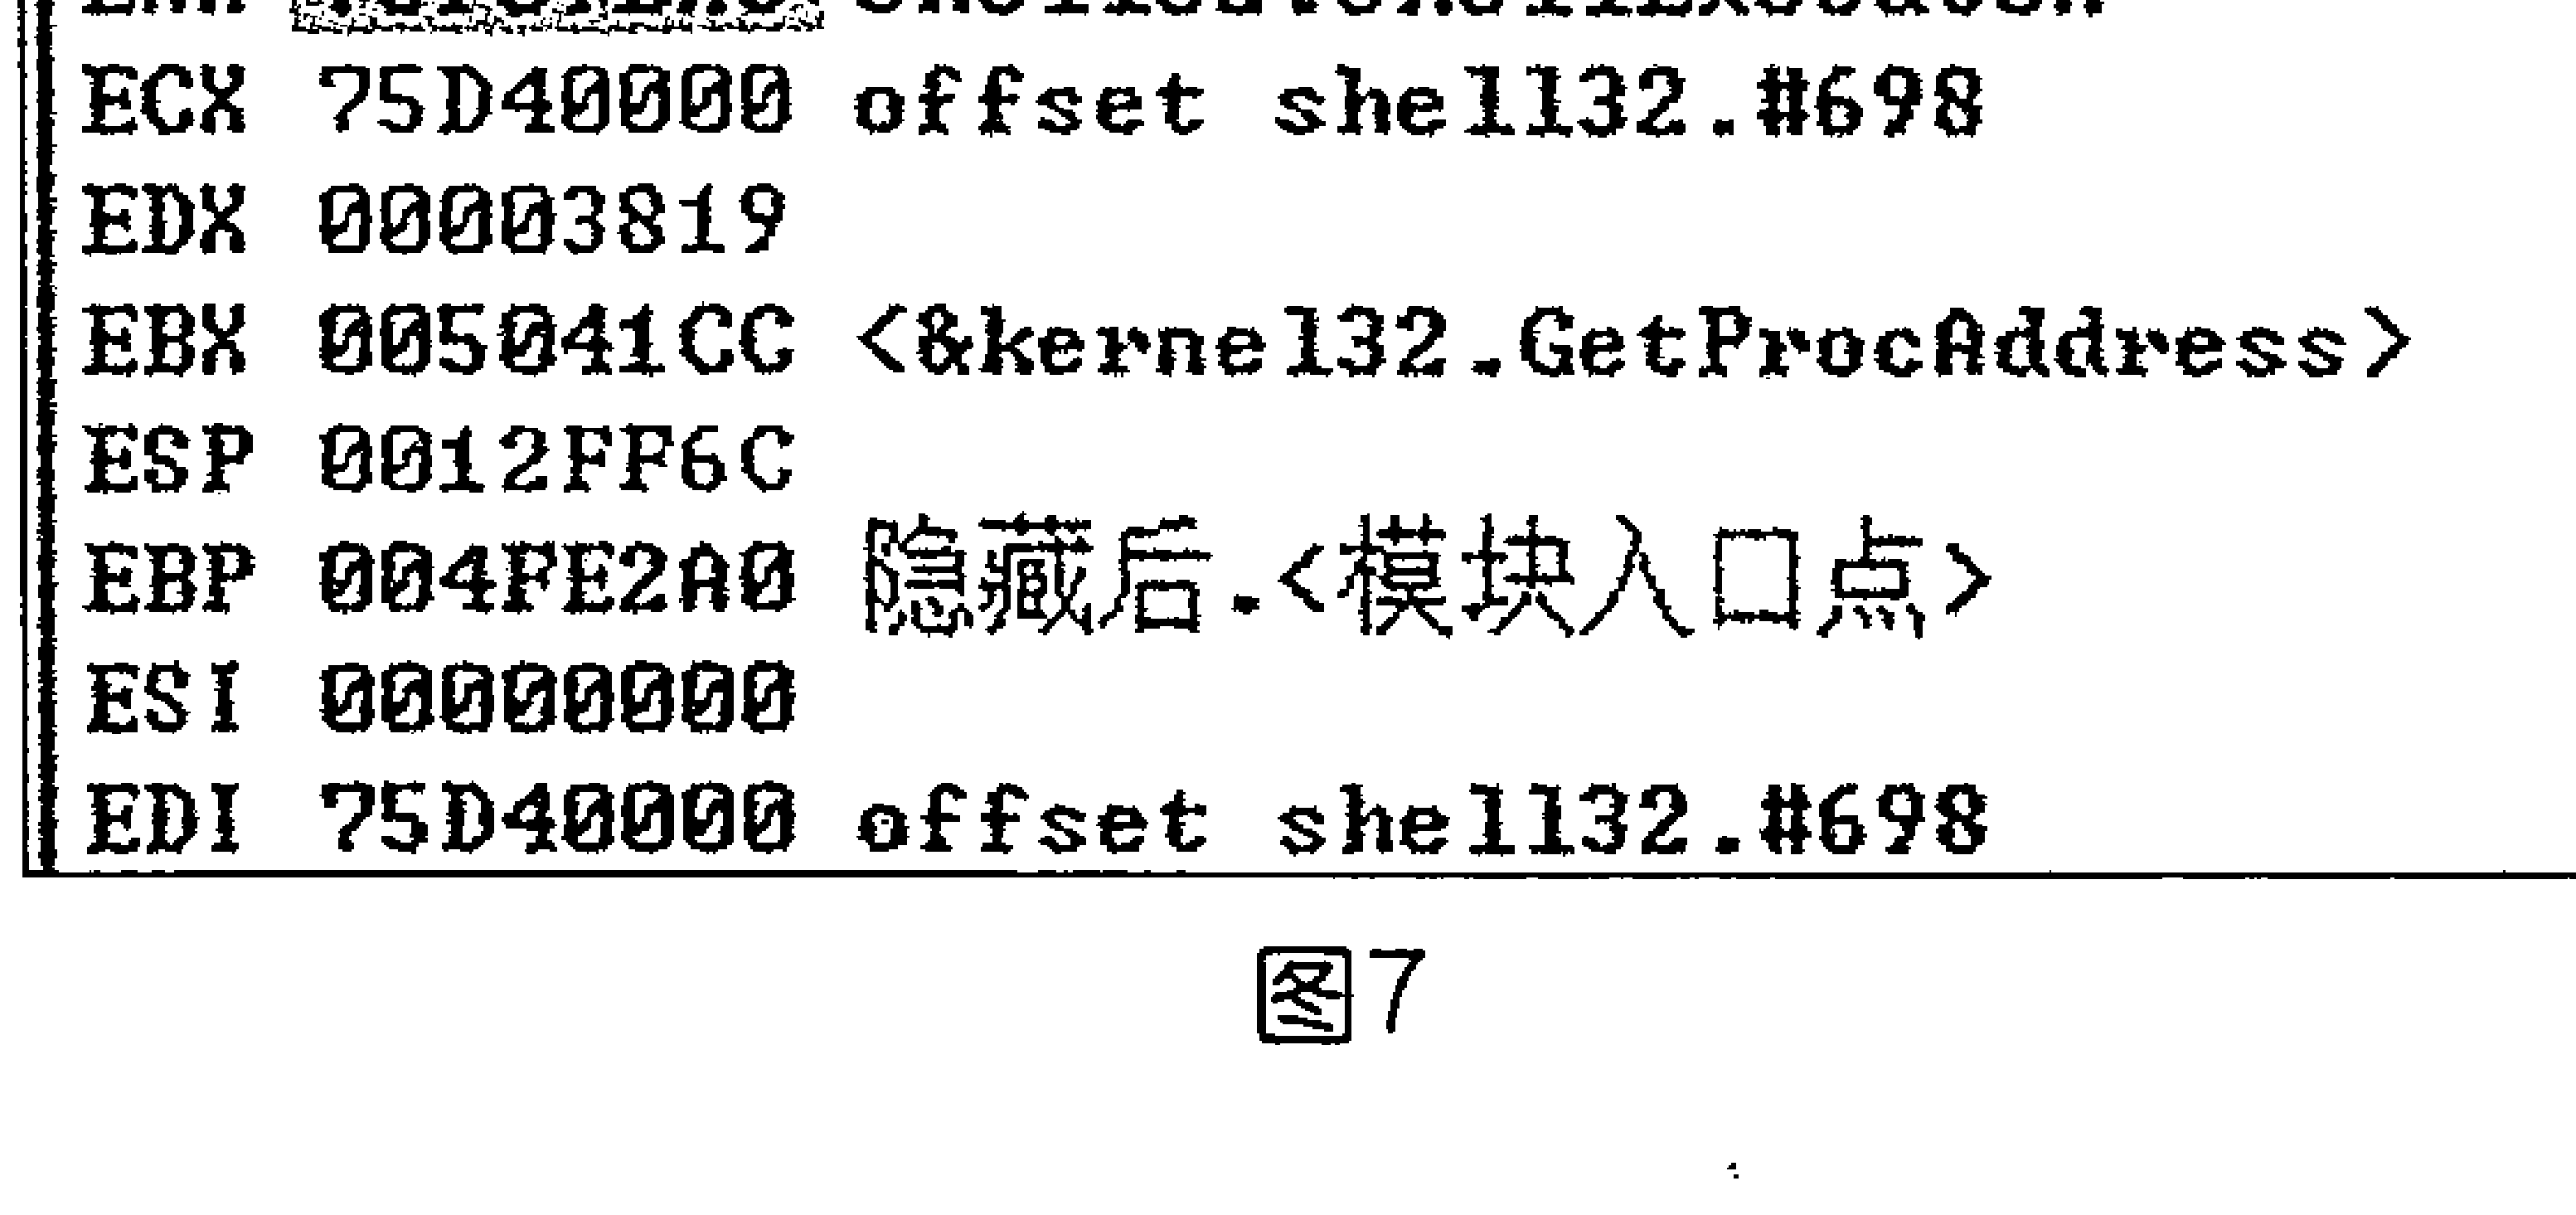 ECX 75D40000 offset shell32.#698
EDX 00003819
EBX 005041CC <&kernel32.GetProcAddress>
ESP 0012FF6C
EBP 004FE2A0 隐藏后.<模块入口点>
ESI 00000000
EDI 75D40000 offset shell32.#698
图7